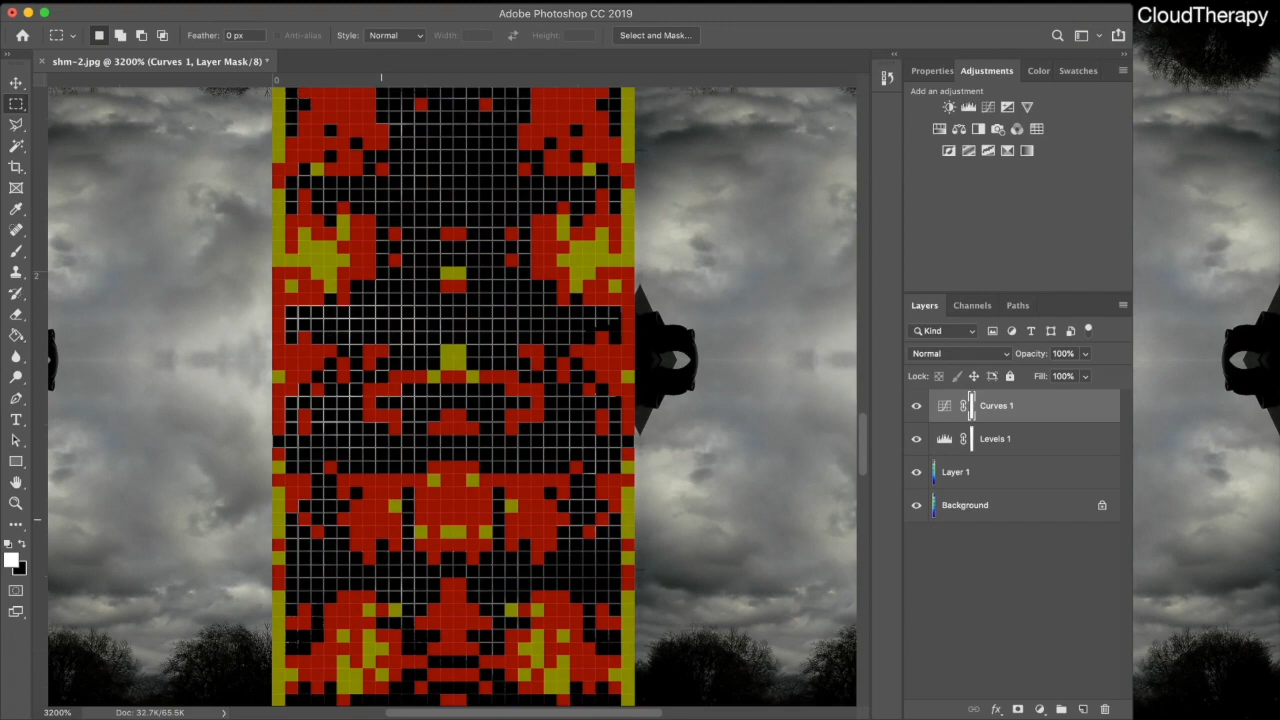 Adobe Photoshop CC 2019
CloudTherapy
Feather: 0 px
Anti-alias
Style: Normal
Width:
Height:
Select and Mask...
× shm-2.jpg @ 3200% (Curves 1, Layer Mask/8) *
0
2
Properties Adjustments Color Swatches
Add an adjustment
Layers Channels Paths
Kind
Normal Opacity: 100%
Lock: Fill: 100%
Curves 1
Levels 1
Layer 1
Background
3200% Doc: 32.7K/65.5K